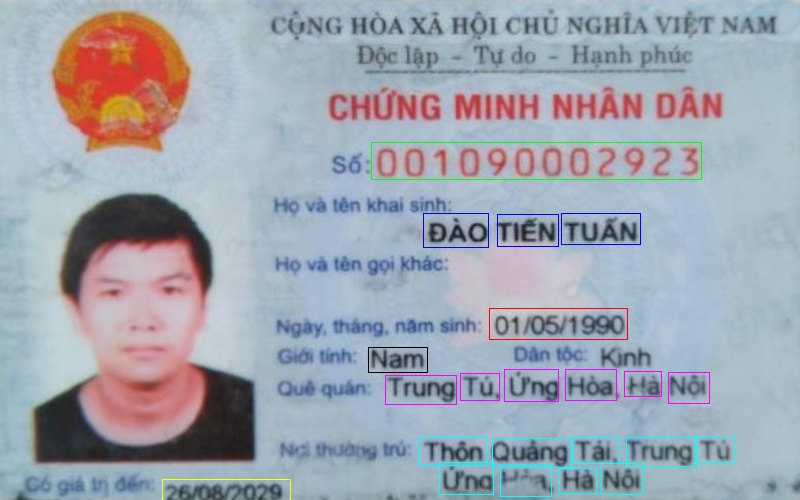 CỘNG HÒA XÃ HỘI CHỦ NGHĨA VIỆT NAM
Độc lập - Tự do - Hạnh phúc
CHỨNG MINH NHÂN DÂN
Số: 001090002923
Họ và tên khai sinh:
ĐÀO TIẾN TUẤN
Họ và tên gọi khác:
Ngày, tháng, năm sinh: 01/05/1990
Giới tính: Nam Dân tộc: Kinh
Quê quán: Trung Tú, Ứng Hòa, Hà Nội
Nơi thường trú: Thôn Quảng Tái, Trung Tú
Ứng Hòa, Hà Nội
Có giá trị đến: 26/08/2029